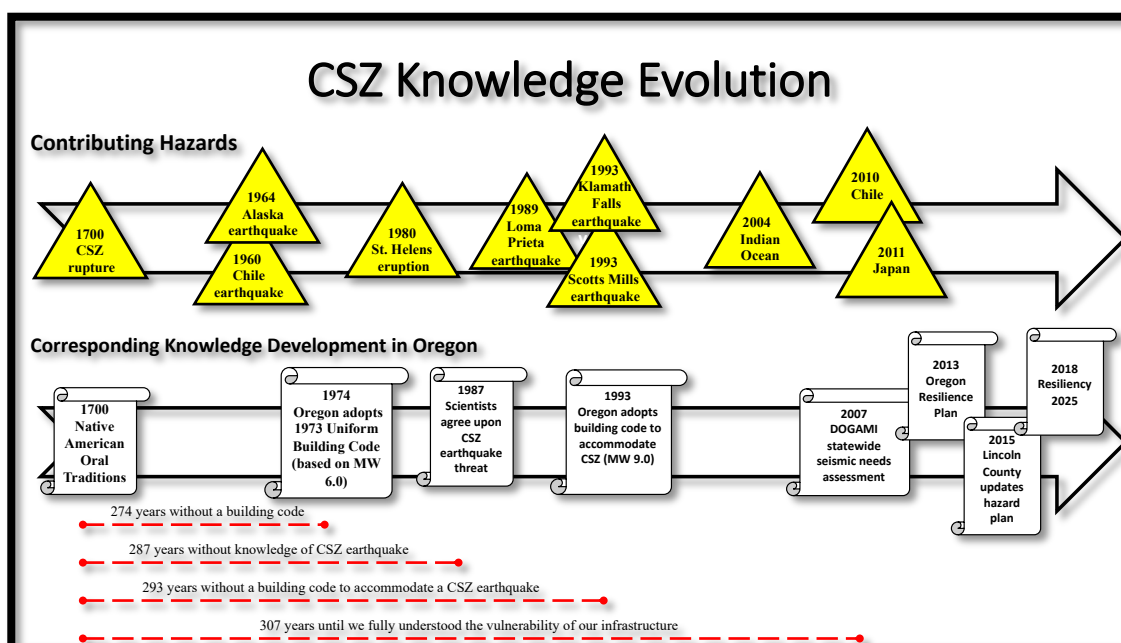 CSZ Knowledge Evolution
Contributing Hazards
1700
CSZ
rupture
1964
Alaska
earthquake
1960
Chile
earthquake
1980
St. Helens
eruption
1989
Loma
Prieta
earthquake
1993
Klamath
Falls
earthquake
1993
Scotts Mills
earthquake
2004
Indian
Ocean
2010
Chile
2011
Japan
Corresponding Knowledge Development in Oregon
1700
Native
American
Oral
Traditions
1974
Oregon adopts
1973 Uniform
Building Code
(based on MW
6.0)
1987
Scientists
agree upon
CSZ
earthquake
threat
1993
Oregon adopts
building code to
accommodate
CSZ (MW 9.0)
2007
DOGAMI
statewide
seismic needs
assessment
2013
Oregon
Resilience
Plan
2015
Lincoln
County
updates
hazard
plan
2018
Resiliency
2025
274 years without a building code
287 years without knowledge of CSZ earthquake
293 years without a building code to accommodate a CSZ earthquake
307 years until we fully understood the vulnerability of our infrastructure